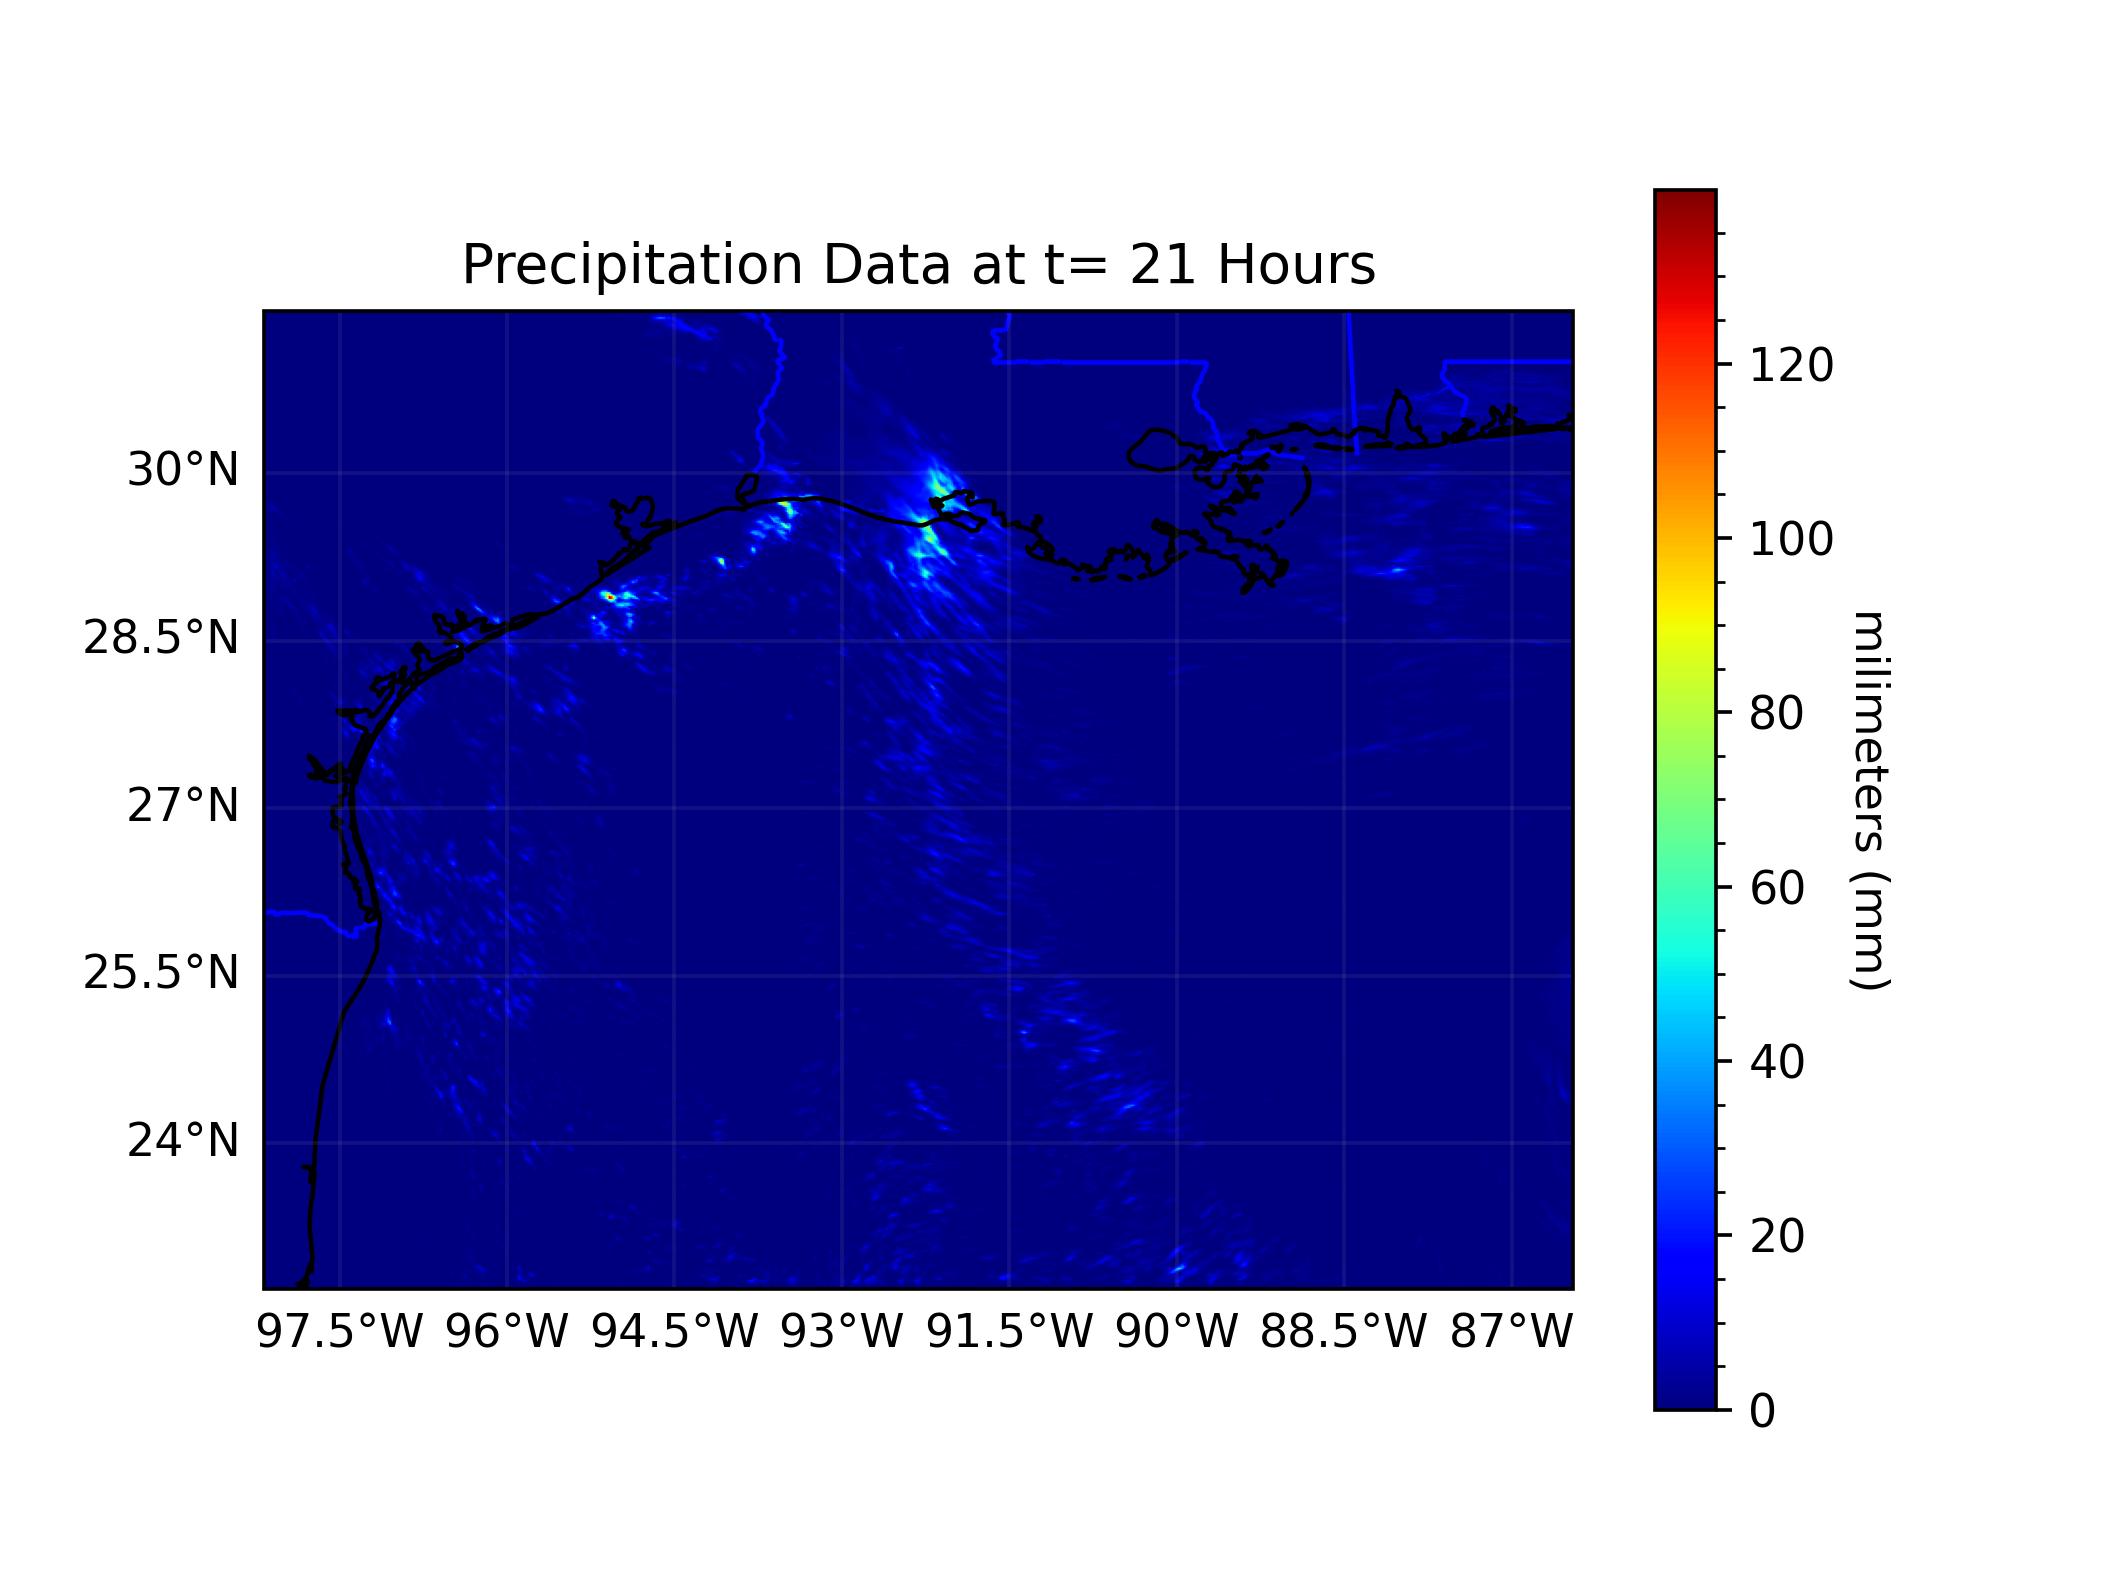 Precipitation Data at t= 21 Hours
30°N
28.5°N
27°N
25.5°N
24°N
97.5°W 96°W 94.5°W 93°W 91.5°W 90°W 88.5°W 87°W
120
100
80
60
40
20
0
milimeters (mm)